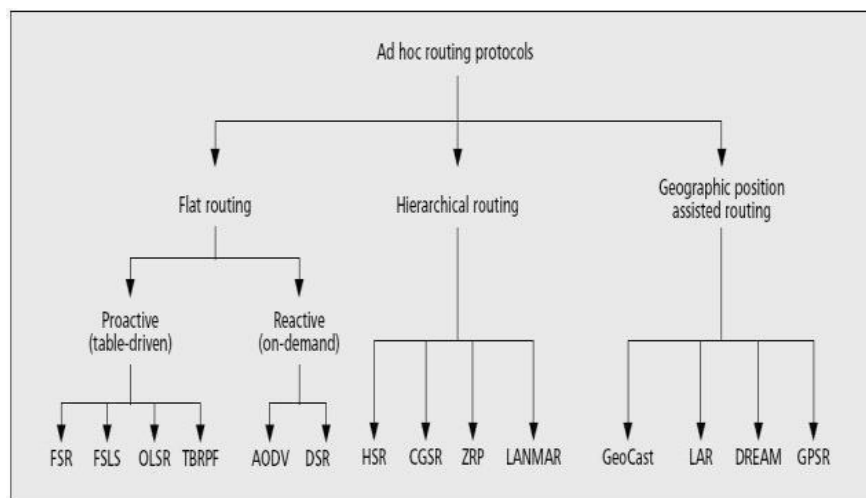 Ad hoc routing protocols
Flat routing
Hierarchical routing
Geographic position
assisted routing
Proactive
(table-driven)
Reactive
(on-demand)
FSR FSLS OLSR TBRPF AODV DSR HSR CGSR ZRP LANMAR GeoCast LAR DREAM GPSR